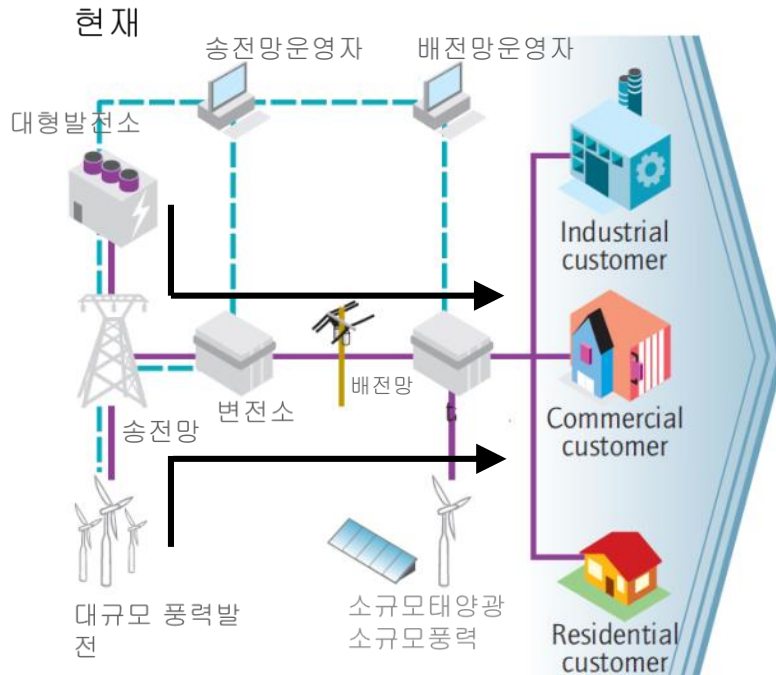 현재
송전망운영자
배전망운영자
대형발전소
Industrial
customer
배전망
변전소
송전망
Commercial
customer
대규모 풍력발
전
소규모태양광
소규모풍력
Residential
customer